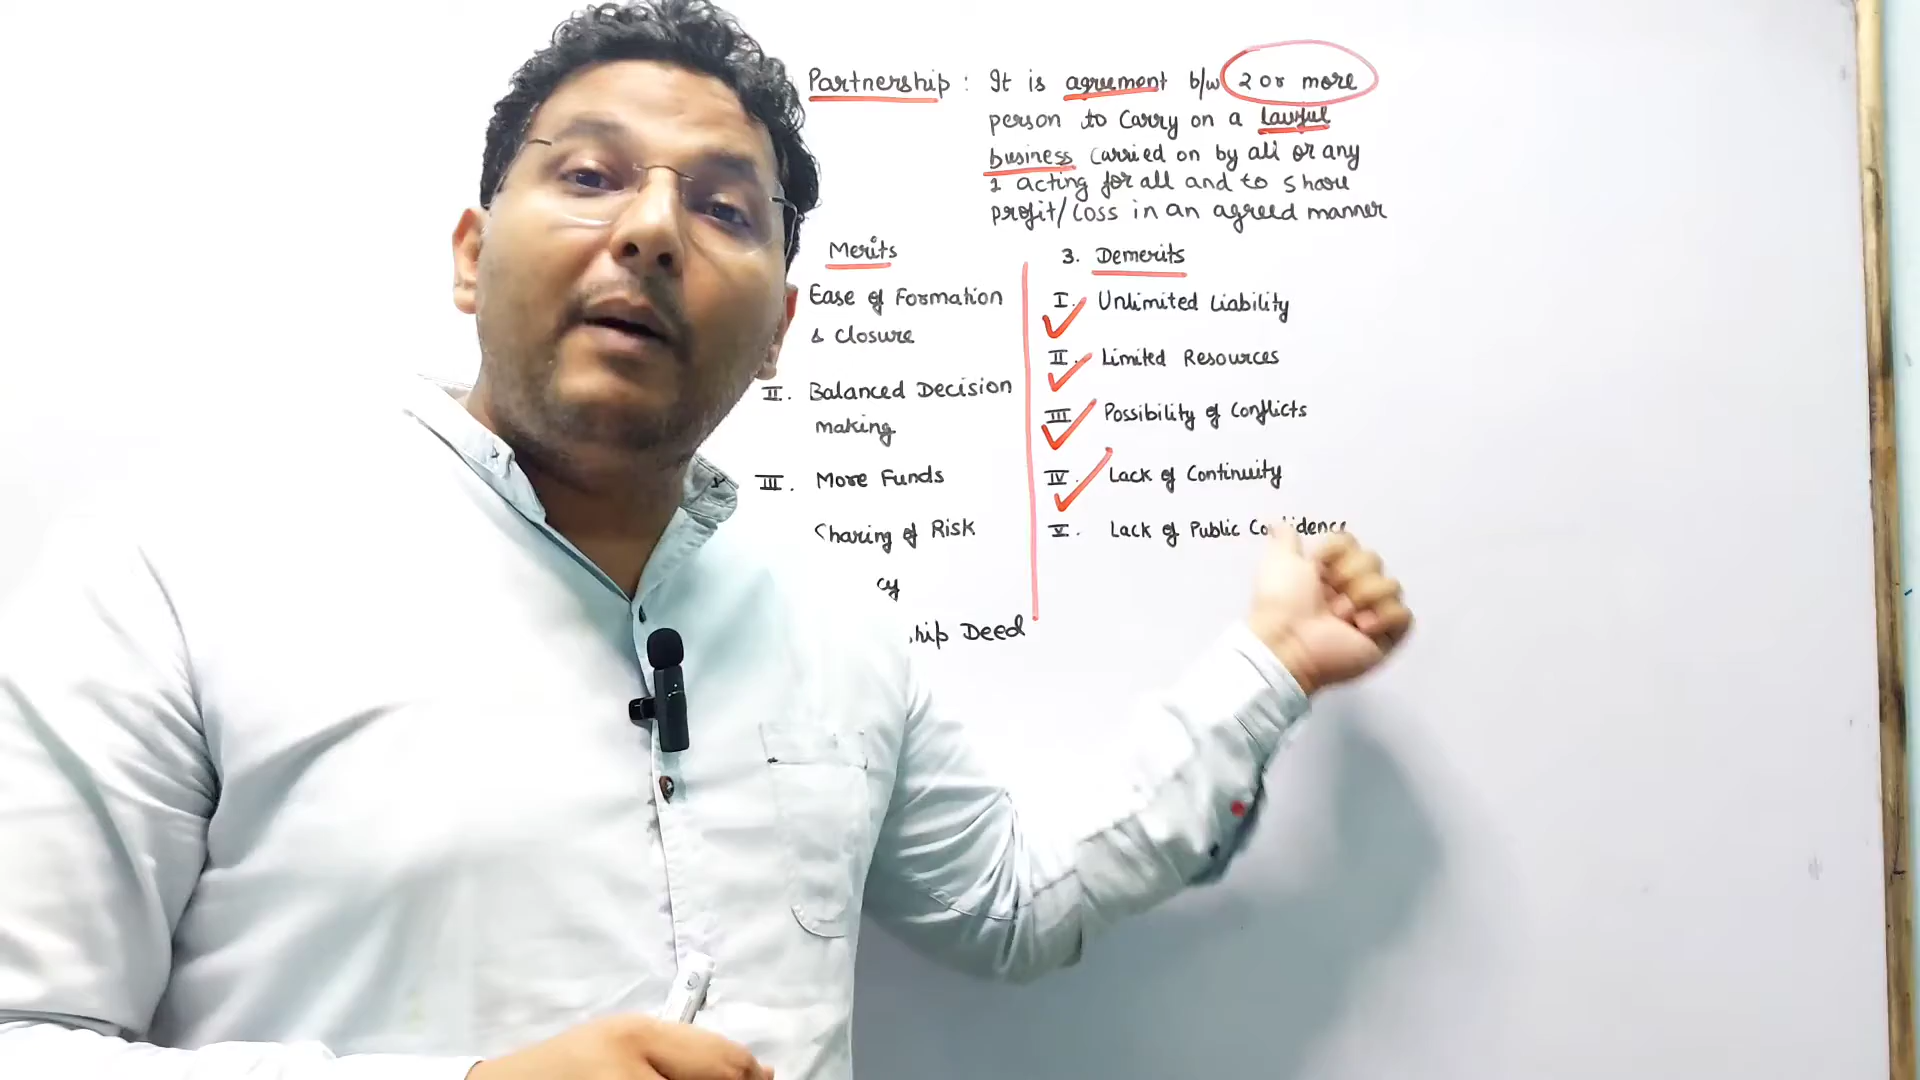 Partnership : It is agreement b/w 2 or more
person to Carry on a Lawful
business Carried on by all or any
1 acting for all and to share
profit/Loss in an agreed manner
Merits
Ease of Formation
& Closure
II. Balanced Decision
making
III. More Funds
Sharing of Risk
cy
hip Deed
3. Demerits
I. Unlimited Liability
II. Limited Resources
III. Possibility of Conflicts
IV. Lack of Continuity
V. Lack of Public Confidence